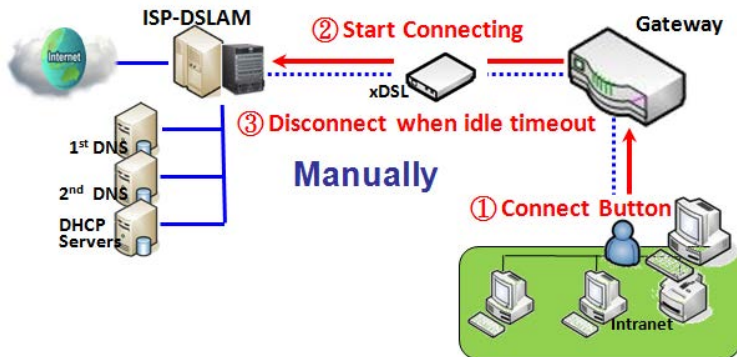 ISP-DSLAM
Gateway
Internet
② Start Connecting
xDSL
③ Disconnect when idle timeout
1st DNS
2nd DNS
DHCP
Servers
Manually
① Connect Button
Intranet